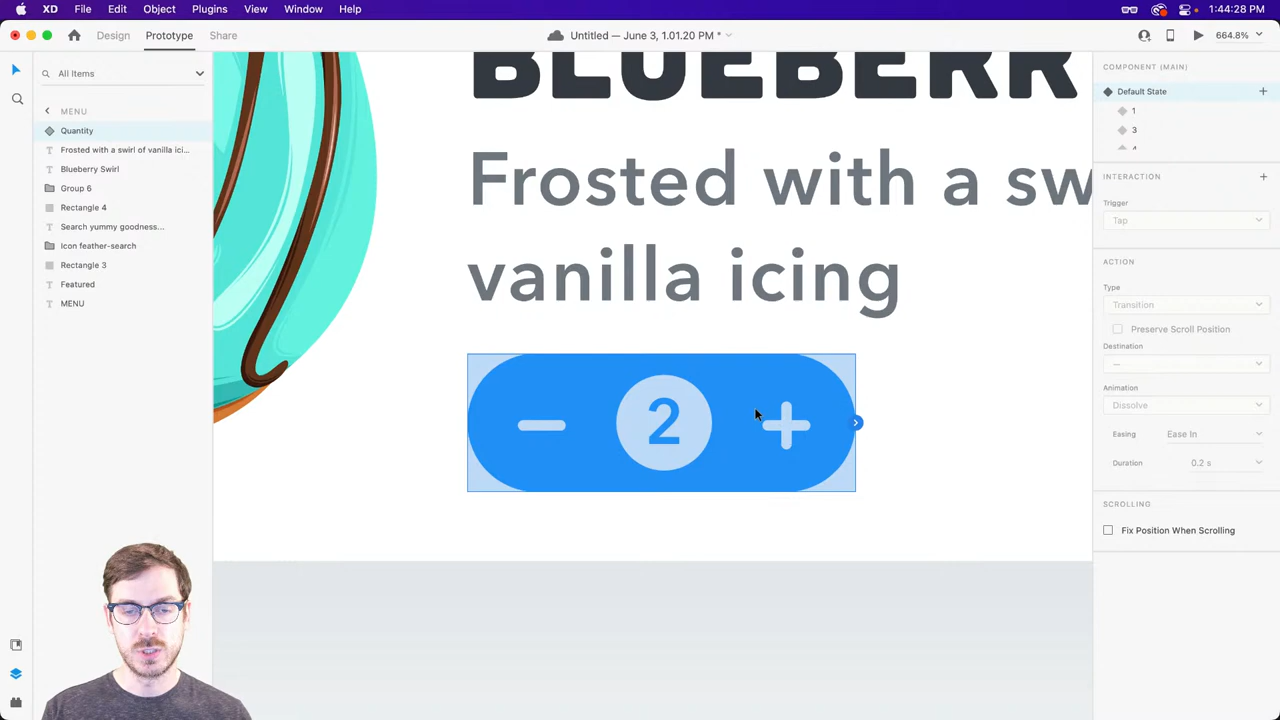 XD File Edit Object Plugins View Window Help 1:44:28 PM
Design Prototype Share Untitled — June 3, 1.01.20 PM * 664.8%
All Items
MENU
Quantity
Frosted with a swirl of vanilla ici...
Blueberry Swirl
Group 6
Rectangle 4
Search yummy goodness...
Icon feather-search
Rectangle 3
Featured
MENU
BLUEBERR
Frosted with a sw
vanilla icing
2
COMPONENT (MAIN)
Default State
1
3
INTERACTION
Trigger
Tap
ACTION
Type
Transition
Preserve Scroll Position
Destination
—
Animation
Dissolve
Easing Ease In
Duration 0.2 s
SCROLLING
Fix Position When Scrolling